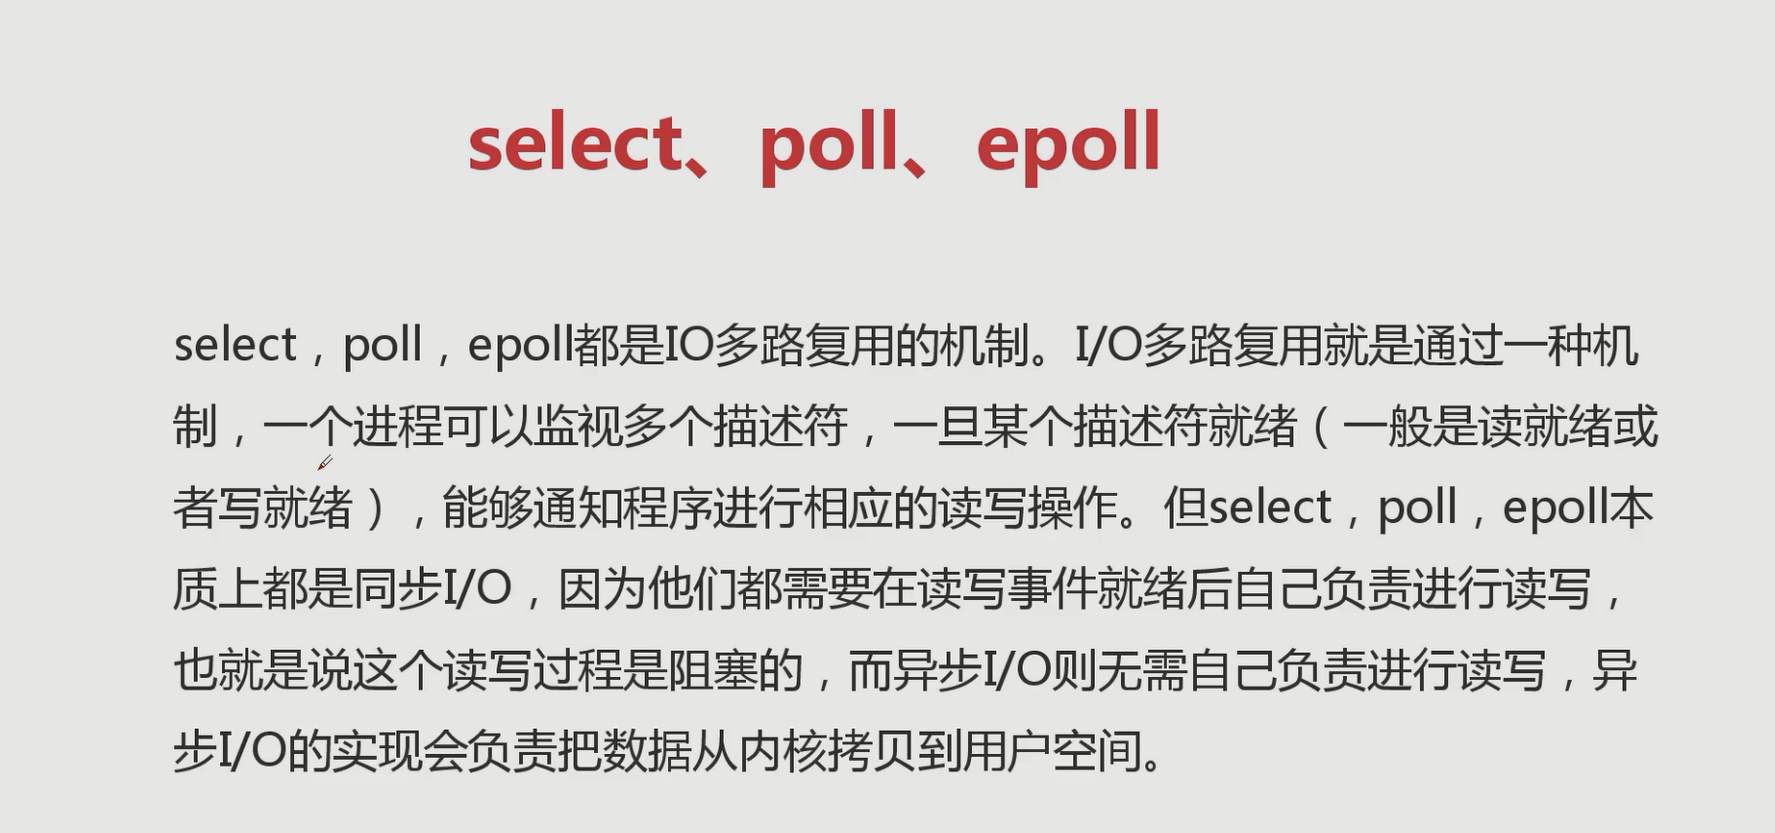 select、poll、epoll
select，poll，epoll都是IO多路复用的机制。I/O多路复用就是通过一种机
制，一个进程可以监视多个描述符，一旦某个描述符就绪（一般是读就绪或
者写就绪），能够通知程序进行相应的读写操作。但select，poll，epoll本
质上都是同步I/O，因为他们都需要在读写事件就绪后自己负责进行读写，
也就是说这个读写过程是阻塞的，而异步I/O则无需自己负责进行读写，异
步I/O的实现会负责把数据从内核拷贝到用户空间。